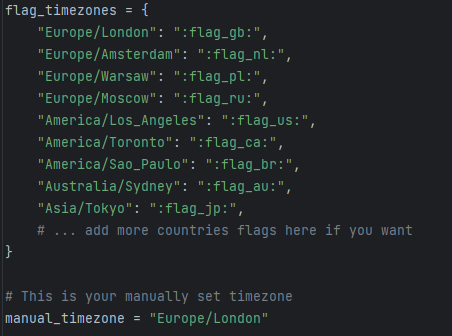 flag_timezones = {
    "Europe/London": ":flag_gb:",
    "Europe/Amsterdam": ":flag_nl:",
    "Europe/Warsaw": ":flag_pl:",
    "Europe/Moscow": ":flag_ru:",
    "America/Los_Angeles": ":flag_us:",
    "America/Toronto": ":flag_ca:",
    "America/Sao_Paulo": ":flag_br:",
    "Australia/Sydney": ":flag_au:",
    "Asia/Tokyo": ":flag_jp:",
    # ... add more countries flags here if you want
}
# This is your manually set timezone
manual_timezone = "Europe/London"